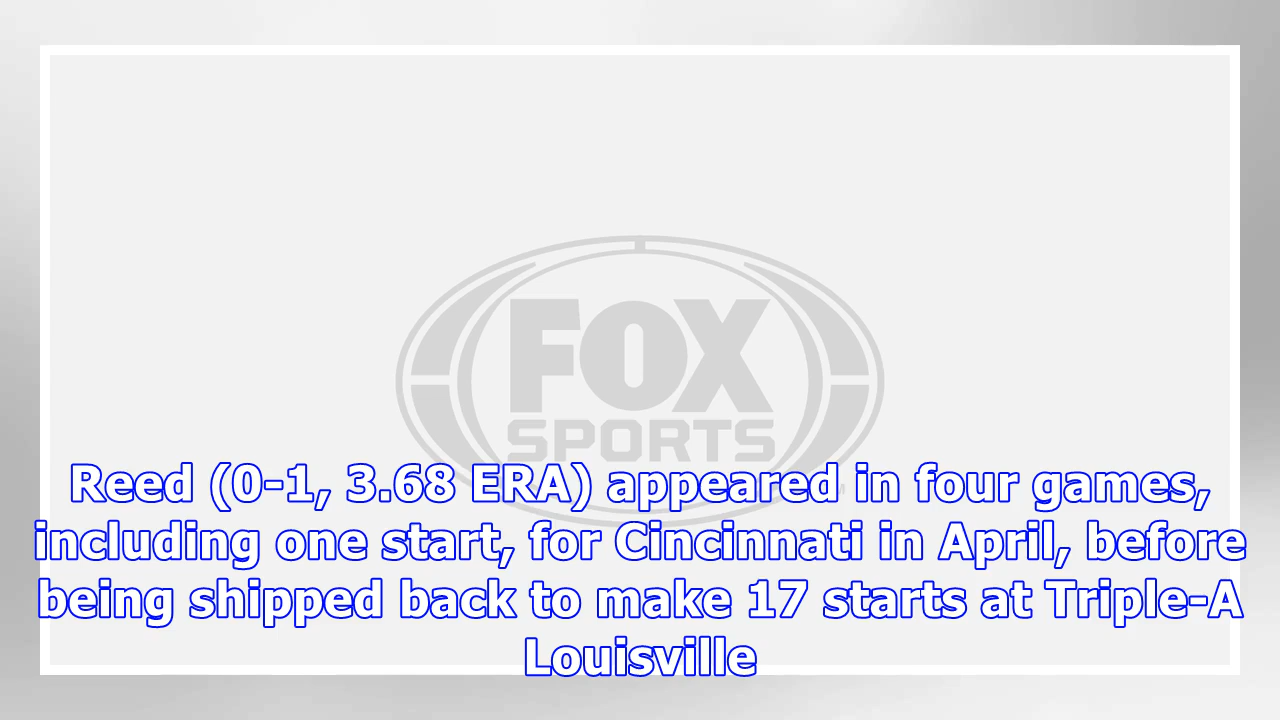 FOX
SPORTS
Reed (0-1, 3.68 ERA) appeared in four games,
including one start, for Cincinnati in April, before
being shipped back to make 17 starts at Triple-A
Louisville